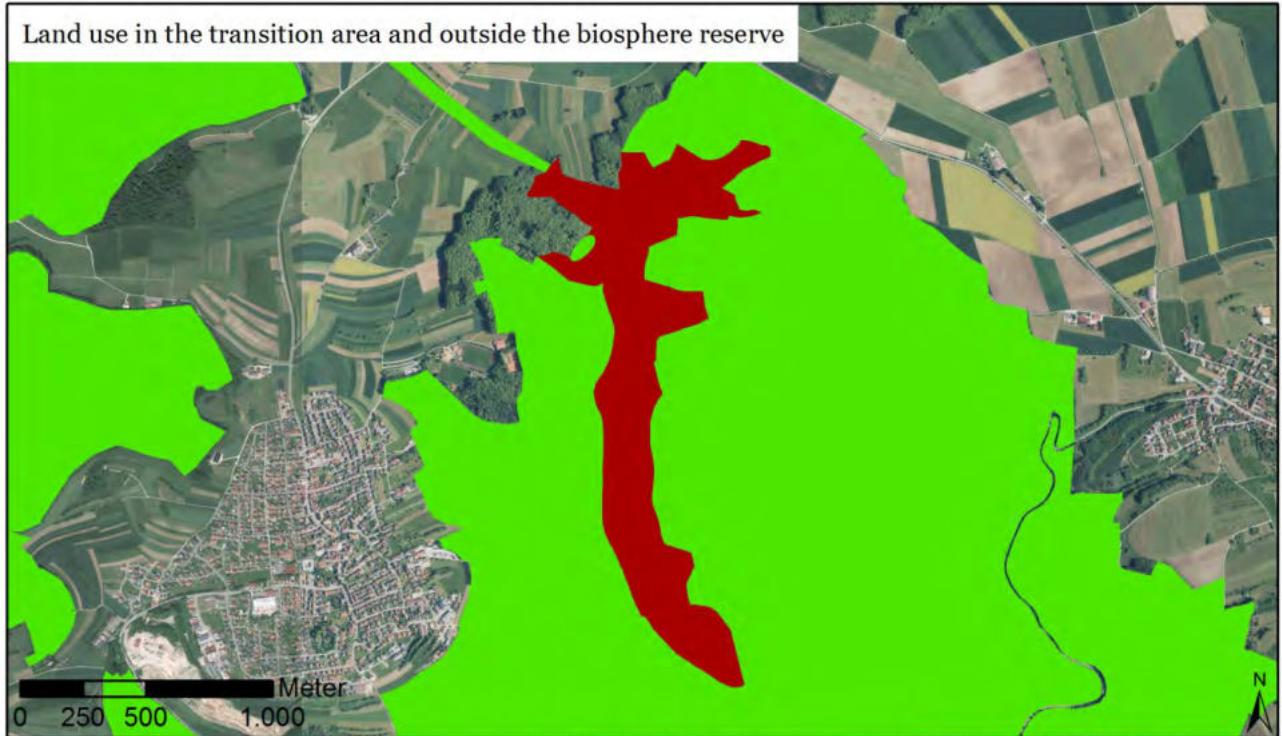 Land use in the transition area and outside the biosphere reserve
Meter
0 250 500 1.000
N